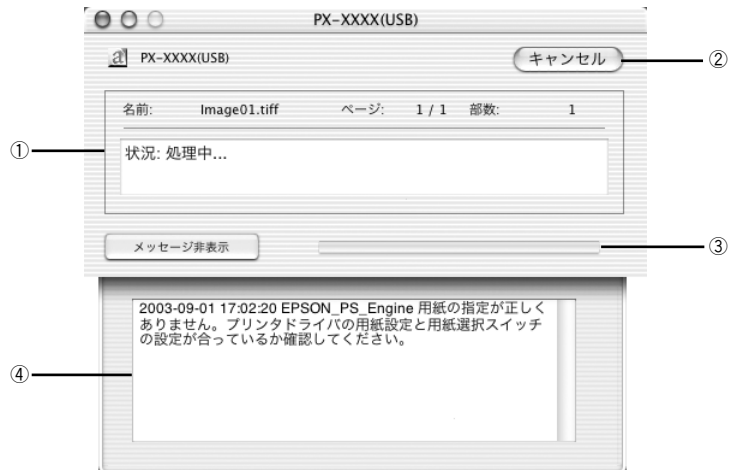 PX-XXXX(USB)
PX-XXXX(USB)
キャンセル
②
名前: Image01.tiff ページ: 1 / 1 部数: 1
①
状況: 処理中...
メッセージ非表示
③
2003-09-01 17:02:20 EPSON_PS_Engine 用紙の指定が正しく
ありません。プリンタドライバの用紙設定と用紙選択スイッチ
の設定が合っているか確認してください。
④